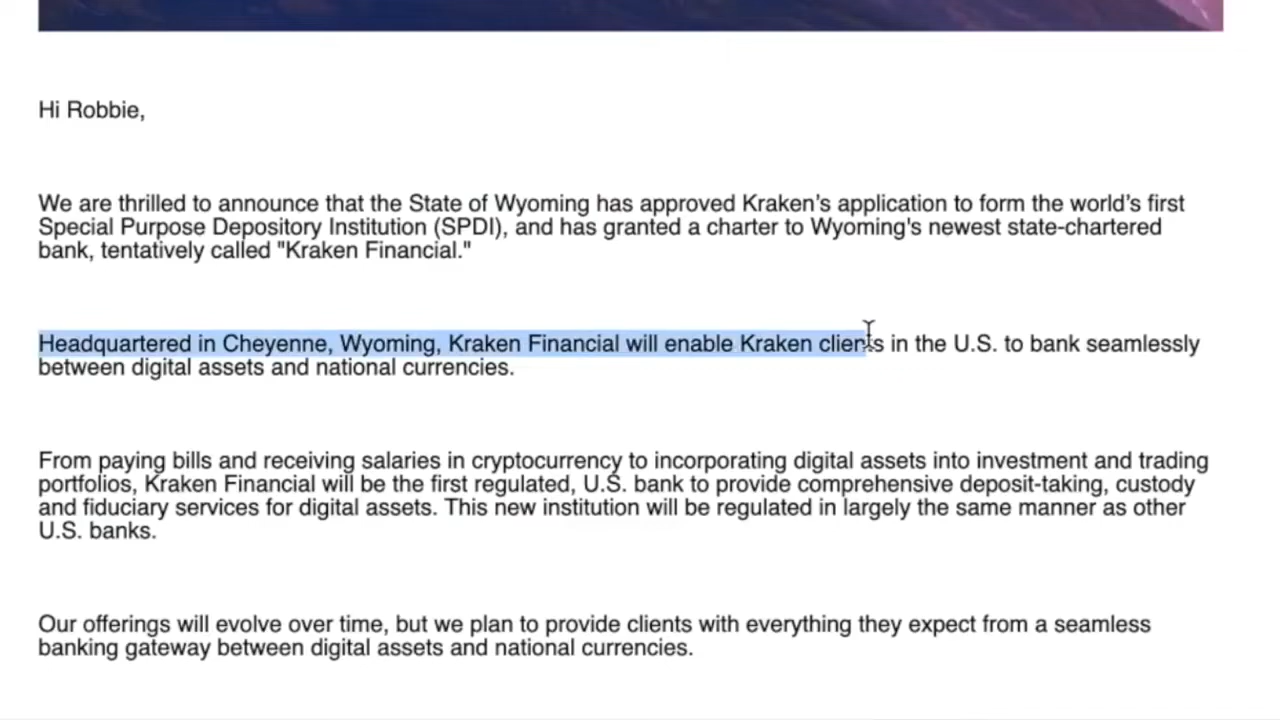 Hi Robbie,
We are thrilled to announce that the State of Wyoming has approved Kraken’s application to form the world’s first
Special Purpose Depository Institution (SPDI), and has granted a charter to Wyoming's newest state-chartered
bank, tentatively called "Kraken Financial."
Headquartered in Cheyenne, Wyoming, Kraken Financial will enable Kraken clients in the U.S. to bank seamlessly
between digital assets and national currencies.
From paying bills and receiving salaries in cryptocurrency to incorporating digital assets into investment and trading
portfolios, Kraken Financial will be the first regulated, U.S. bank to provide comprehensive deposit-taking, custody
and fiduciary services for digital assets. This new institution will be regulated in largely the same manner as other
U.S. banks.
Our offerings will evolve over time, but we plan to provide clients with everything they expect from a seamless
banking gateway between digital assets and national currencies.